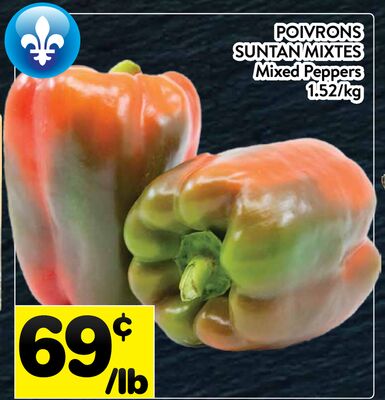 POIVRONS
SUNTAN MIXTES
Mixed Peppers
1.52/kg
69¢
/lb